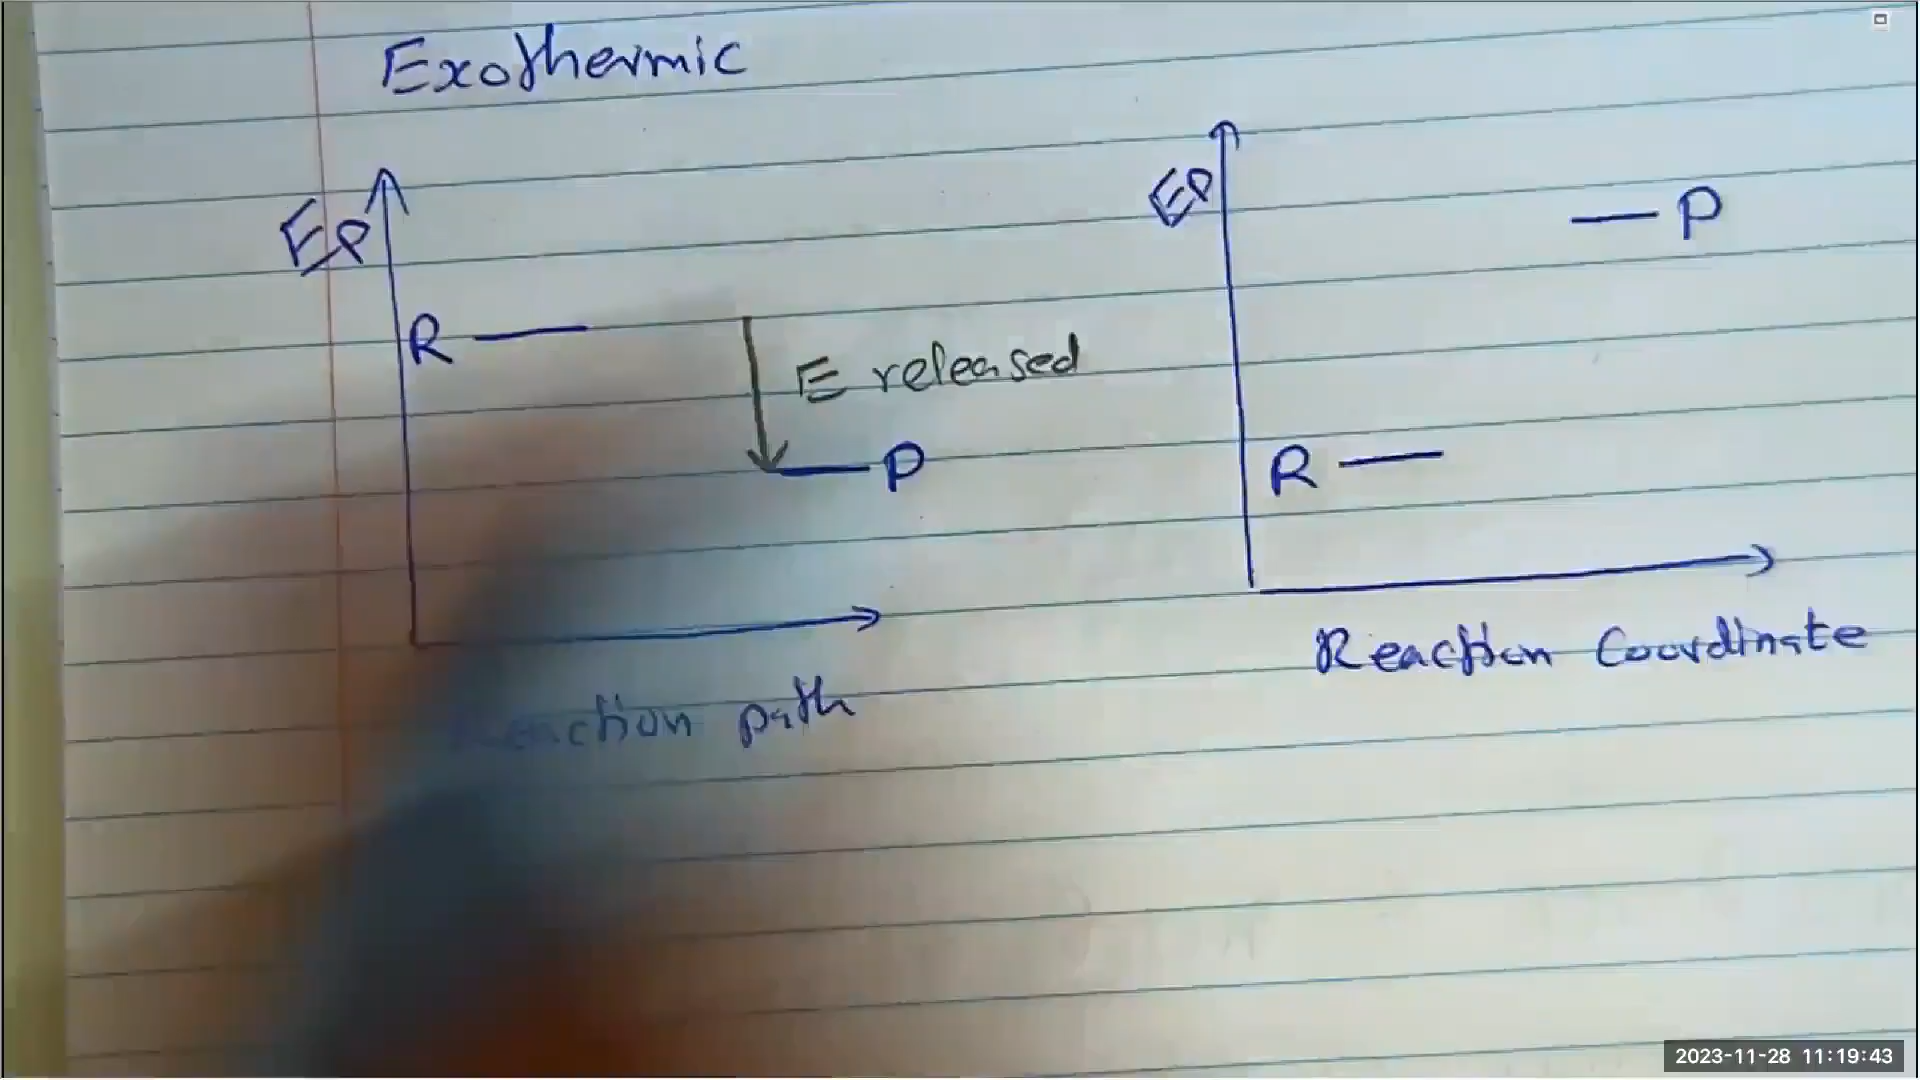 Exothermic
EP
R
E released
P
Reaction path
EP
P
R
Reaction Coordinate
2023-11-28 11:19:43